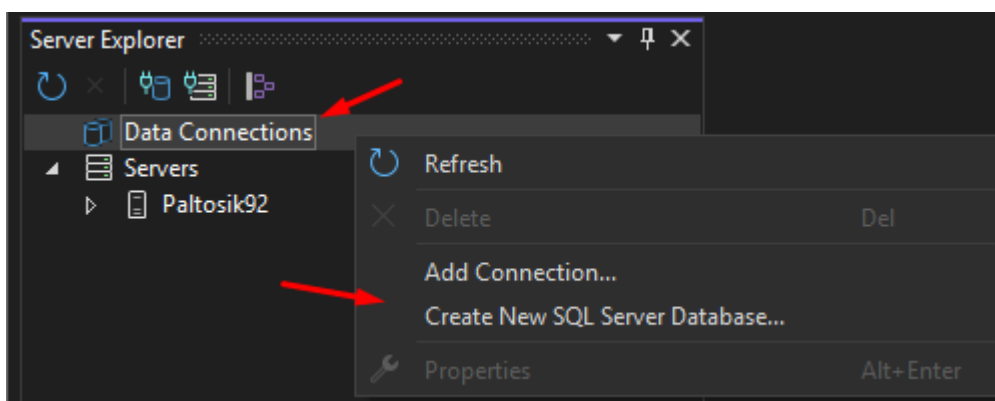 Server Explorer
Data Connections
Servers
Paltosik92
Refresh
Delete Del
Add Connection...
Create New SQL Server Database...
Properties Alt+Enter